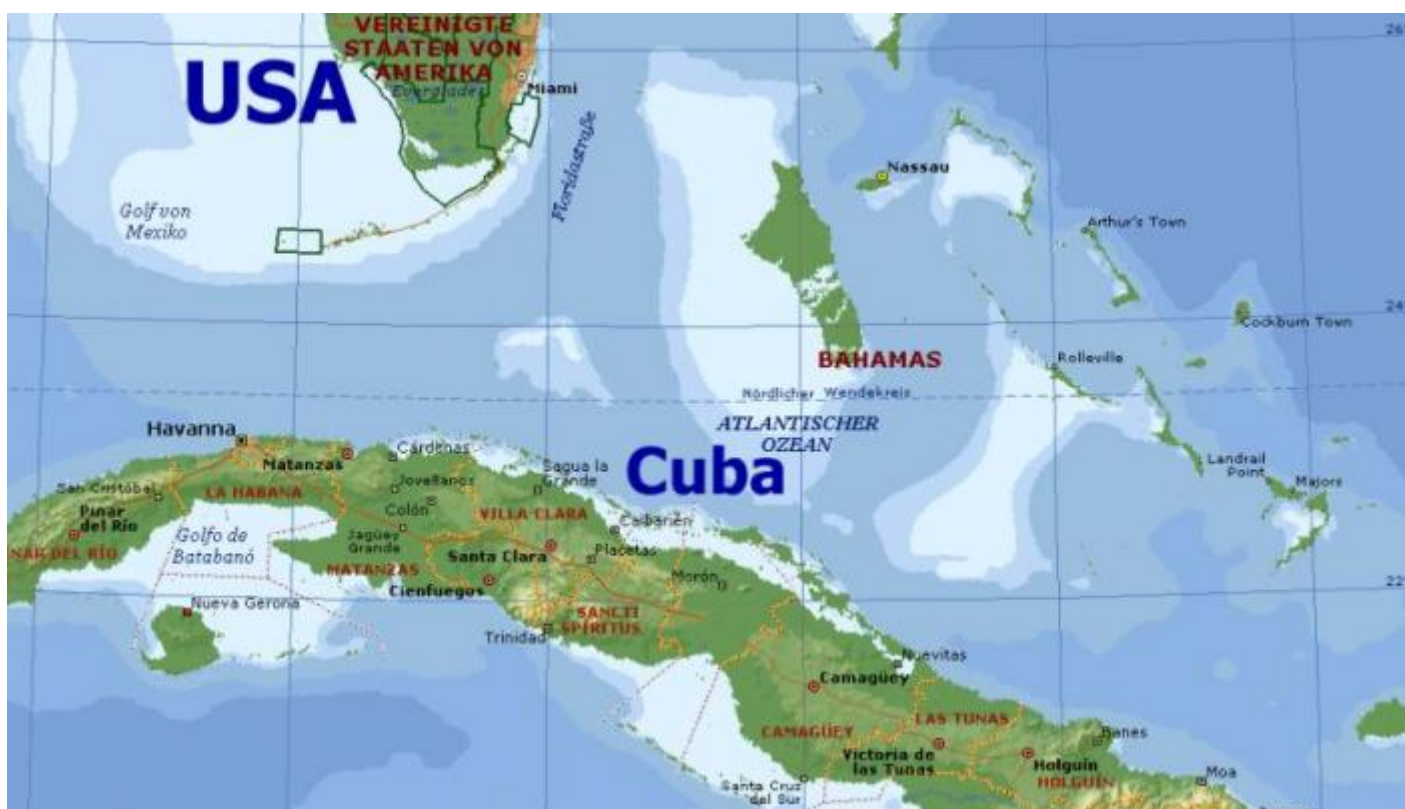 VEREINIGTE
STAATEN VON
AMERIKA
USA
Everglades
Miami
Floridastraße
Golf von
Mexiko
26°
Nassau
Arthur's Town
24°
Cockburn Town
BAHAMAS
Rolleville
Nördlicher Wendekreis
ATLANTISCHER
OZEAN
Cuba
Havanna
Matanzas
Cárdenas
Sagua la
Grande
Landrail
Point
Majors
San Cristóbal
LA HABANA
Jovellanos
Colón
VILLA CLARA
Caibarién
Pinar
del Río
NAR DEL RÍO
Golfo de
Batabanó
Jagüey
Grande
Santa Clara
Placetas
MATANZAS
Cienfuegos
Morón
22°
Nueva Gerona
SANCTI
SPÍRITUS
Trinidad
Nuevitas
Camagüey
CAMAGÜEY
LAS TUNAS
Banes
Victoria de
las Tunas
Holguín
HOLGUÍN
Moa
Santa Cruz
del Sur